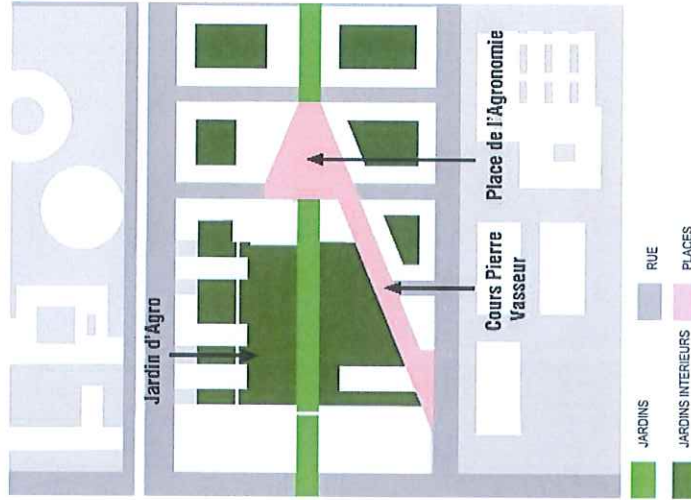 Jardin d'Agro
Place de l'Agronomie
Cours Pierre
Vasseur
JARDINS
RUE
JARDINS INTERIEURS
PLACES